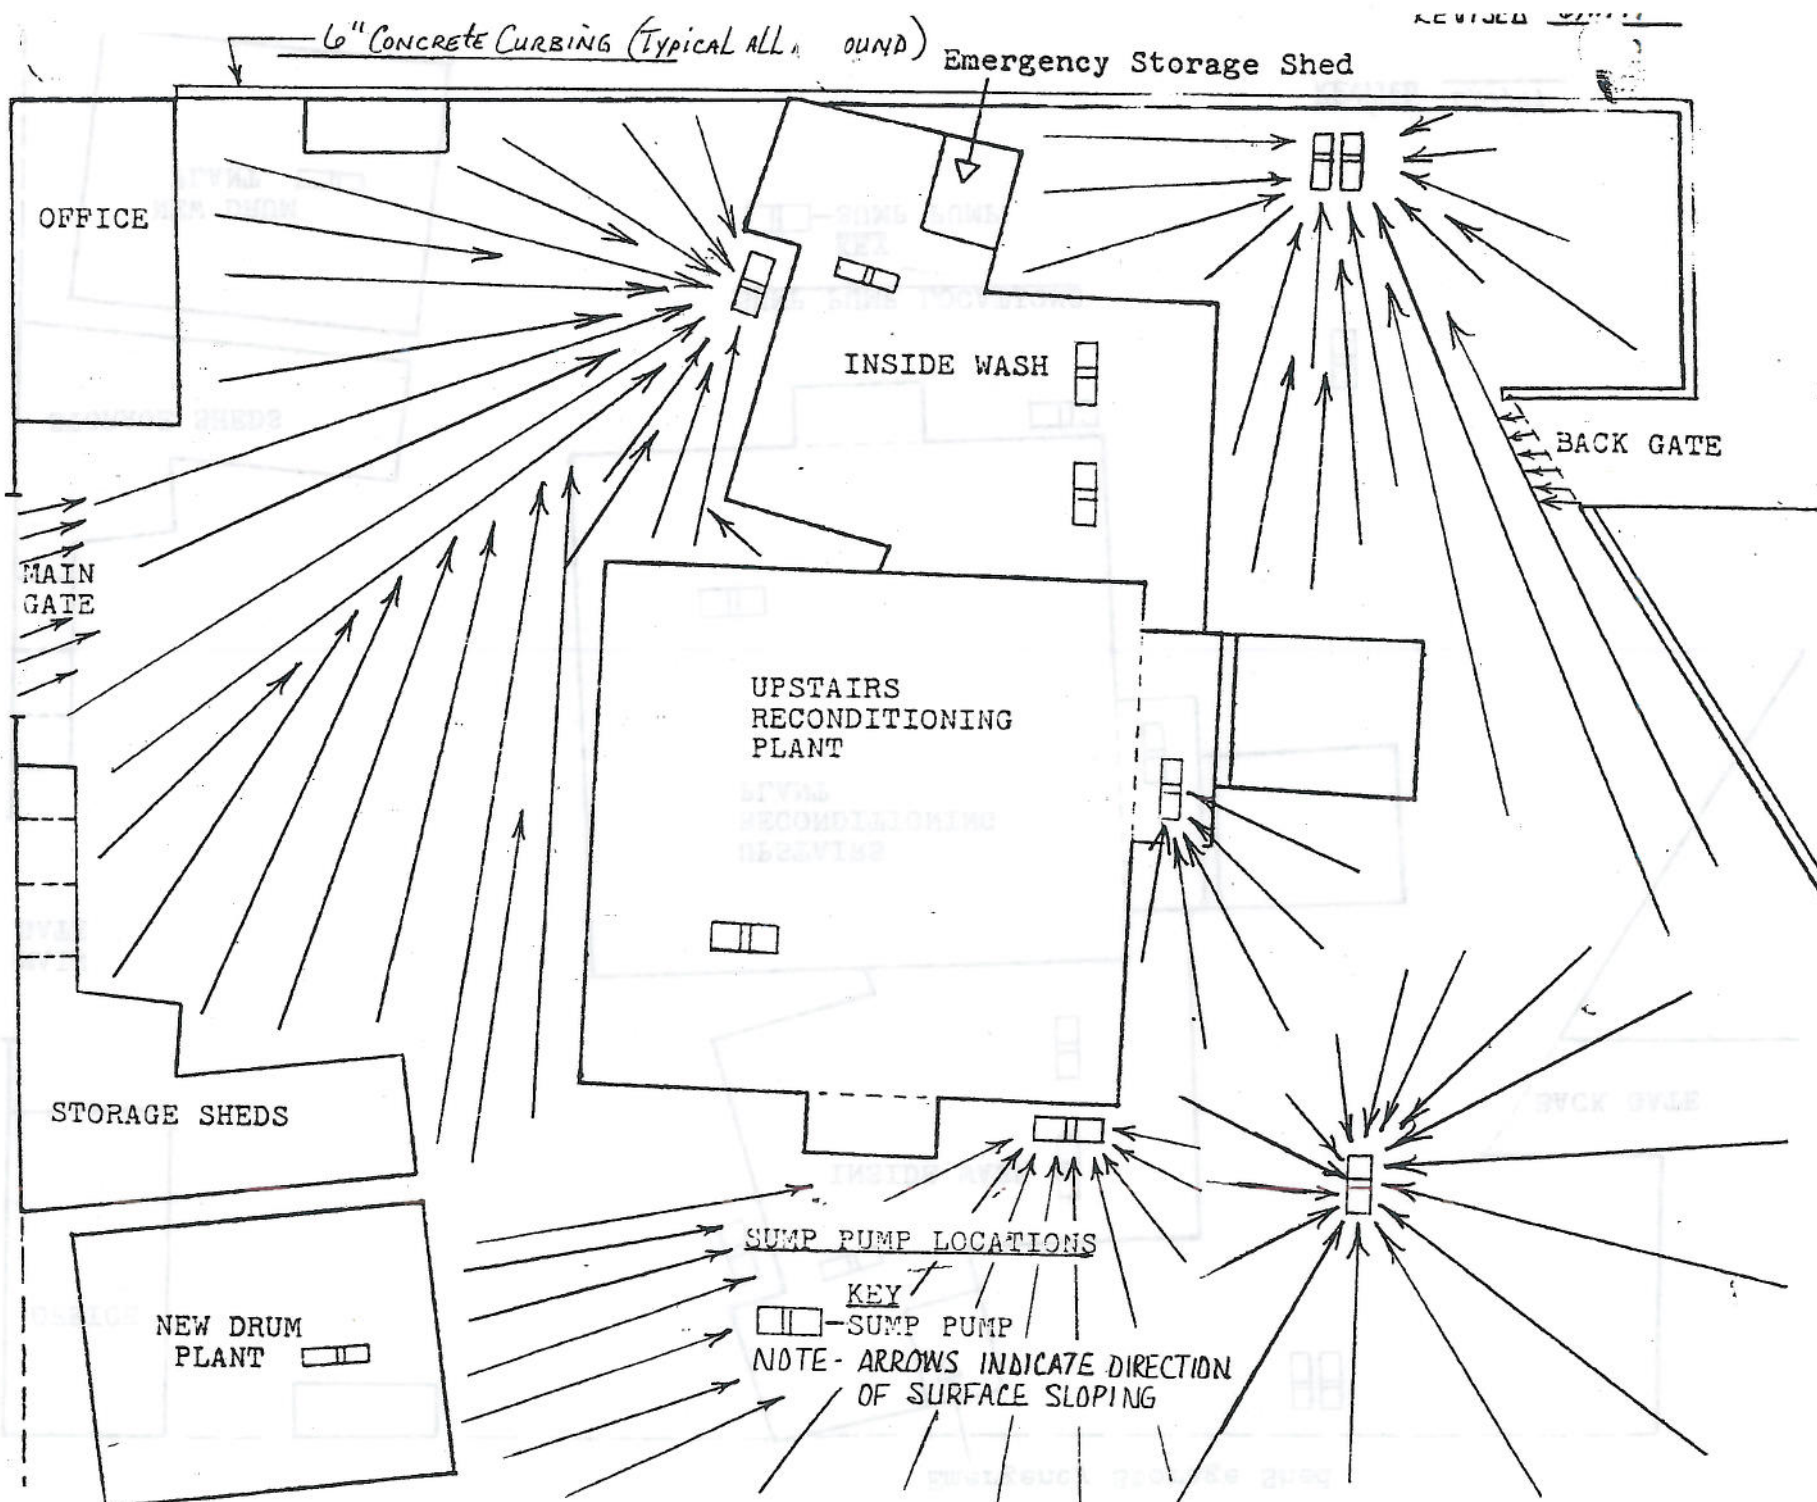 REVISED
6" CONCRETE CURBING (TYPICAL ALL OUND)
Emergency Storage Shed
OFFICE
INSIDE WASH
BACK GATE
MAIN
GATE
UPSTAIRS
RECONDITIONING
PLANT
STORAGE SHEDS
SUMP PUMP LOCATIONS
KEY
-SUMP PUMP
NOTE- ARROWS INDICATE DIRECTION
OF SURFACE SLOPING
NEW DRUM
PLANT